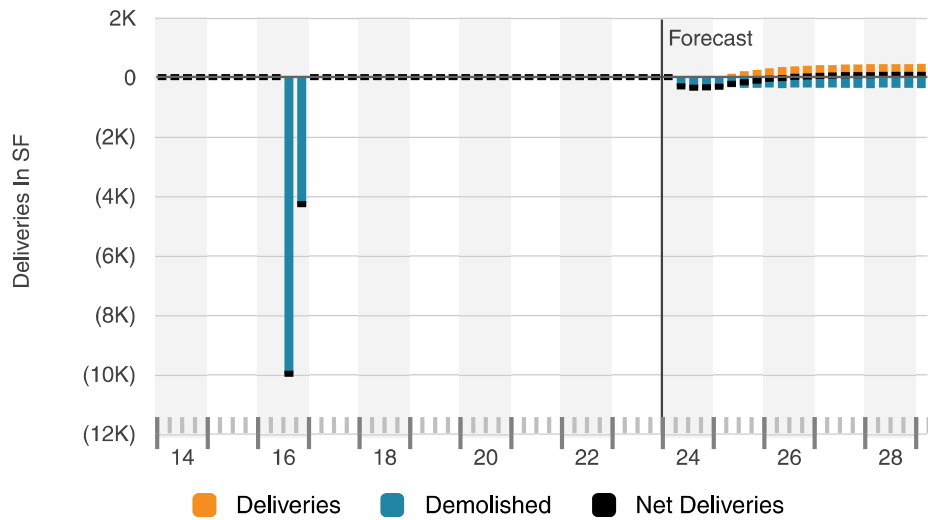 2K
Forecast
0
(2K)
(4K)
(6K)
(8K)
(10K)
(12K)
Deliveries In SF
14 16 18 20 22 24 26 28
Deliveries Demolished Net Deliveries